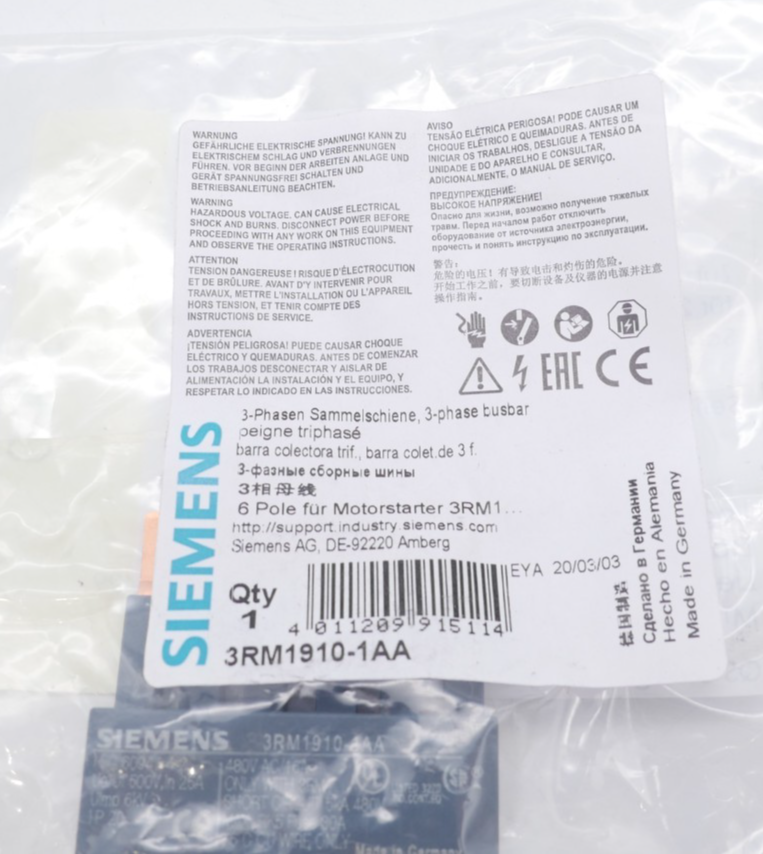 WARNUNG
GEFÄHRLICHE ELEKTRISCHE SPANNUNG! KANN ZU
ELEKTRISCHEM SCHLAG UND VERBRENNUNGEN
FÜHREN. VOR BEGINN DER ARBEITEN ANLAGE UND
GERÄT SPANNUNGSFREI SCHALTEN UND
BETRIEBSANLEITUNG BEACHTEN.
WARNING
HAZARDOUS VOLTAGE. CAN CAUSE ELECTRICAL
SHOCK AND BURNS. DISCONNECT POWER BEFORE
PROCEEDING WITH ANY WORK ON THIS EQUIPMENT
AND OBSERVE THE OPERATING INSTRUCTIONS.
ATTENTION
TENSION DANGEREUSE! RISQUE D'ÉLECTROCUTION
ET DE BRÛLURE. AVANT D'Y INTERVENIR POUR
TRAVAUX, METTRE L'INSTALLATION OU L'APPAREIL
HORS TENSION, ET TENIR COMPTE DES
INSTRUCTIONS DE SERVICE.
ADVERTENCIA
¡TENSIÓN PELIGROSA! PUEDE CAUSAR CHOQUE
ELÉCTRICO Y QUEMADURAS. ANTES DE COMENZAR
LOS TRABAJOS DESCONECTAR Y AISLAR DE
ALIMENTACIÓN LA INSTALACIÓN Y EL EQUIPO, Y
RESPETAR LO INDICADO EN LAS INSTRUCCIONES.
AVISO
TENSÃO ELÉTRICA PERIGOSA! PODE CAUSAR UM
CHOQUE ELÉTRICO E QUEIMADURAS. ANTES DE
INICIAR OS TRABALHOS, DESLIGUE A TENSÃO DA
UNIDADE E DO APARELHO E CONSULTAR,
ADICIONALMENTE, O MANUAL DE SERVIÇO.
ПРЕДУПРЕЖДЕНИЕ:
ВЫСОКОЕ НАПРЯЖЕНИЕ!
Опасно для жизни, возможно получение тяжелых
травм. Перед началом работ отключить
оборудование от источника электроэнергии,
прочесть и понять инструкцию по эксплуатации.
警告:
危险的电压!有导致电击和灼伤的危险。
开始工作之前,要切断设备及仪器的电源并注意
操作指南。
EAC CE
3-Phasen Sammelschiene, 3-phase busbar
peigne triphasé
barra colectora trif., barra colet.de 3 f.
3-фазные сборные шины
3相母线
6 Pole für Motorstarter 3RM1...
http://support.industry.siemens.com
Siemens AG, DE-92220 Amberg
SIEMENS
Qty
1
EYA 20/03/03
4 011209 915114
3RM1910-1AA
德国制造
Сделано в Германии
Hecho en Alemania
Made in Germany
SIEMENS 3RM1910-1AA
Made in Germany